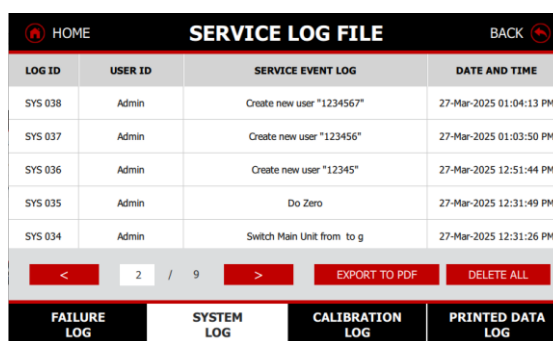 HOME SERVICE LOG FILE BACK
LOG ID USER ID SERVICE EVENT LOG DATE AND TIME
SYS 038 Admin Create new user "1234567" 27-Mar-2025 01:04:13 PM
SYS 037 Admin Create new user "123456" 27-Mar-2025 01:03:50 PM
SYS 036 Admin Create new user "12345" 27-Mar-2025 12:51:44 PM
SYS 035 Admin Do Zero 27-Mar-2025 12:31:49 PM
SYS 034 Admin Switch Main Unit from to g 27-Mar-2025 12:31:26 PM
< 2 / 9 > EXPORT TO PDF DELETE ALL
FAILURE SYSTEM CALIBRATION PRINTED DATA
LOG LOG LOG LOG